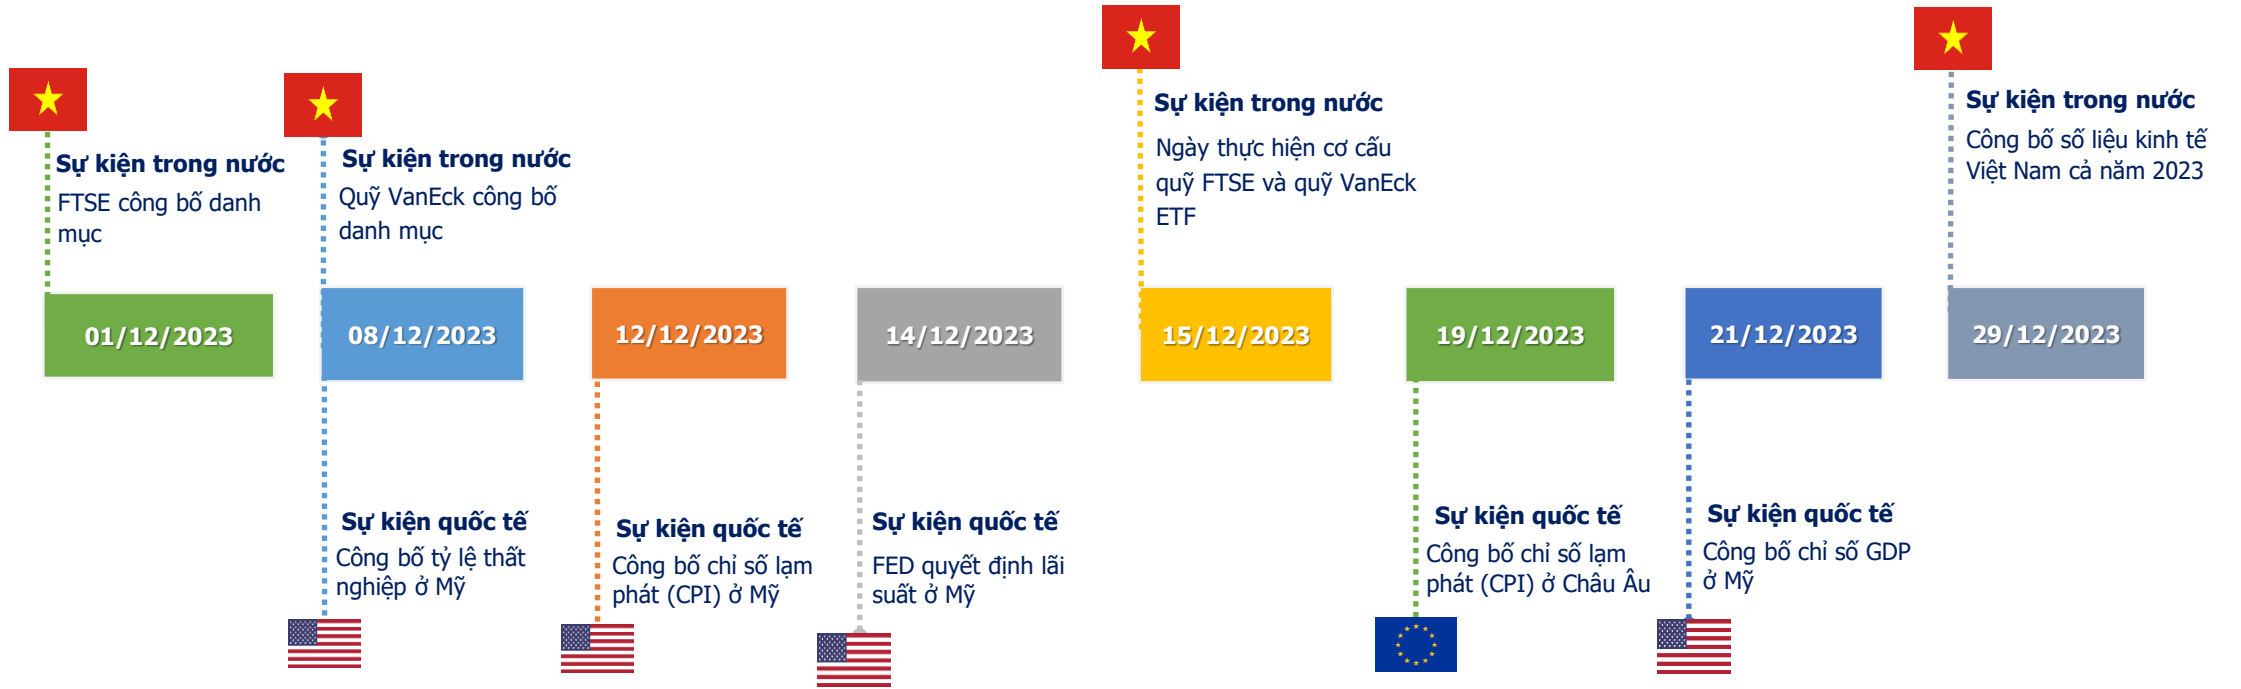 Sự kiện trong nước
FTSE công bố danh
mục
Sự kiện trong nước
Quỹ VanEck công bố
danh mục
Sự kiện trong nước
Ngày thực hiện cơ cấu
quỹ FTSE và quỹ VanEck
ETF
Sự kiện trong nước
Công bố số liệu kinh tế
Việt Nam cả năm 2023
01/12/2023
08/12/2023
12/12/2023
14/12/2023
15/12/2023
19/12/2023
21/12/2023
29/12/2023
Sự kiện quốc tế
Công bố tỷ lệ thất
nghiệp ở Mỹ
Sự kiện quốc tế
Công bố chỉ số lạm
phát (CPI) ở Mỹ
Sự kiện quốc tế
FED quyết định lãi
suất ở Mỹ
Sự kiện quốc tế
Công bố chỉ số lạm
phát (CPI) ở Châu Âu
Sự kiện quốc tế
Công bố chỉ số GDP
ở Mỹ